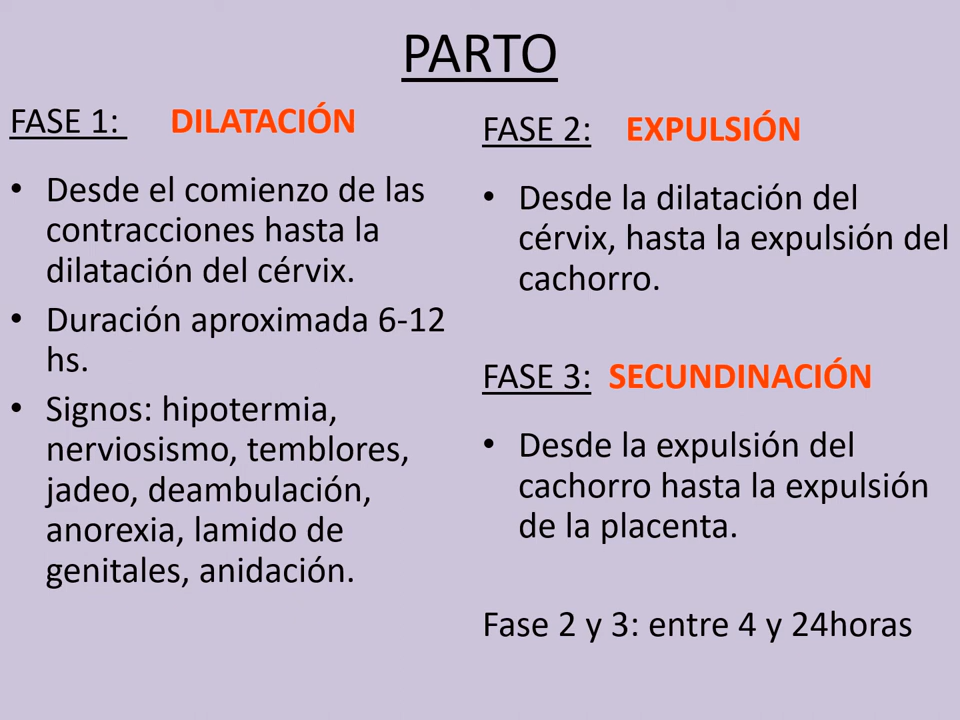 PARTO
FASE 1: DILATACIÓN
• Desde el comienzo de las
contracciones hasta la
dilatación del cérvix.
• Duración aproximada 6-12
hs.
• Signos: hipotermia,
nerviosismo, temblores,
jadeo, deambulación,
anorexia, lamido de
genitales, anidación.
FASE 2: EXPULSIÓN
• Desde la dilatación del
cérvix, hasta la expulsión del
cachorro.
FASE 3: SECUNDINACIÓN
• Desde la expulsión del
cachorro hasta la expulsión
de la placenta.
Fase 2 y 3: entre 4 y 24horas